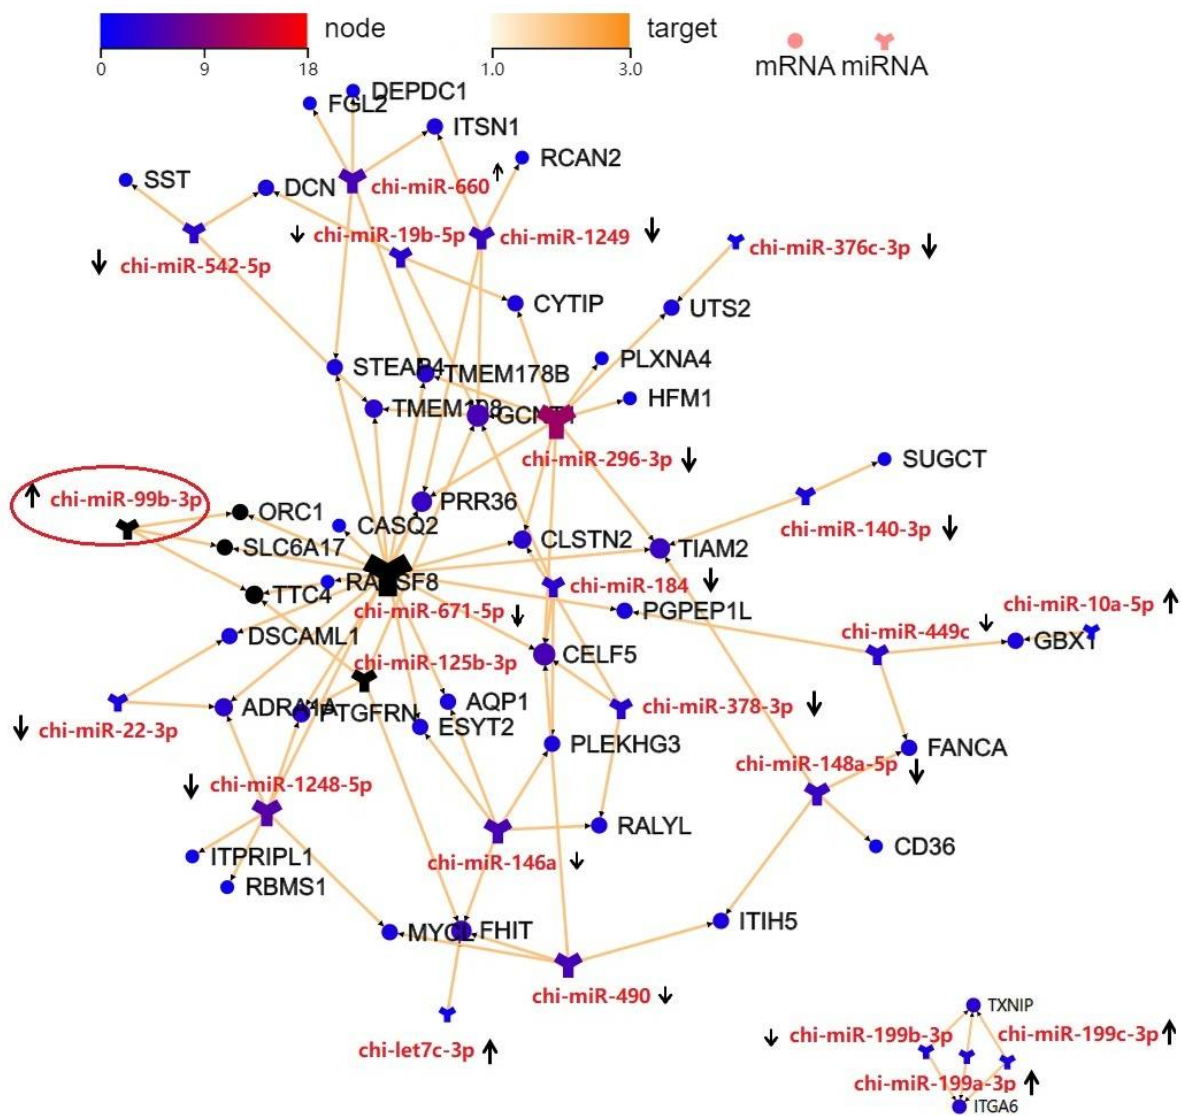 node
target
0
9
18
1.0
3.0
mRNA miRNA
DEPDC1
FGL2
ITSN1
RCAN2
SST
DCN
chi-miR-660
chi-miR-19b-5p
chi-miR-1249
chi-miR-376c-3p
chi-miR-542-5p
CYTIP
UTS2
PLXNA4
STEAP4
TMEM178B
HFM1
chi-miR-296-3p
SUGCT
chi-miR-99b-3p
PRR36
ORC1
CASQ2
chi-miR-140-3p
SLC6A17
CLSTN2
TIAM2
TTC4
chi-miR-184
chi-miR-671-5p
PGPEP1L
chi-miR-10a-5p
DSCAML1
chi-miR-449c
GBX1
chi-miR-125b-3p
CELF5
ADRA1A
PTGFRN
AQP1
chi-miR-378-3p
chi-miR-22-3p
ESYT2
PLEKHG3
FANCA
chi-miR-148a-5p
chi-miR-1248-5p
RALYL
ITPRIPL1
chi-miR-146a
CD36
RBMS1
MYCL
FHIT
ITIH5
chi-miR-490
chi-let7c-3p
TXNIP
chi-miR-199b-3p
chi-miR-199c-3p
chi-miR-199a-3p
ITGA6